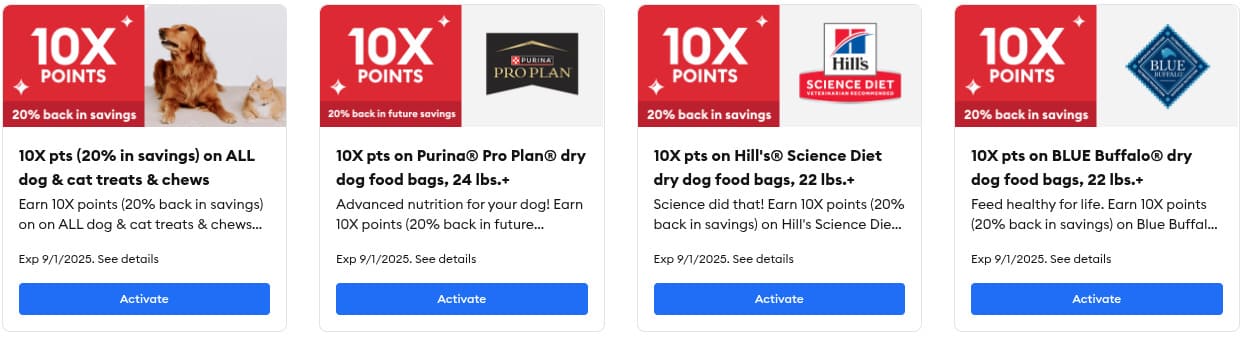 10X
POINTS
20% back in savings
10X pts (20% in savings) on ALL
dog & cat treats & chews
Earn 10X points (20% back in savings)
on on ALL dog & cat treats & chews...
Exp 9/1/2025. See details
Activate
10X
POINTS
20% back in future savings
PURINA
PRO PLAN
10X pts on Purina® Pro Plan® dry
dog food bags, 24 lbs.+
Advanced nutrition for your dog! Earn
10X points (20% back in future...
Exp 9/1/2025. See details
Activate
10X
POINTS
20% back in savings
Hill's
SCIENCE DIET
VETERINARIAN RECOMMENDED
10X pts on Hill's® Science Diet
dry dog food bags, 22 lbs.+
Science did that! Earn 10X points (20%
back in savings) on Hill's Science Die...
Exp 9/1/2025. See details
Activate
10X
POINTS
20% back in savings
BLUE
BUFFALO
10X pts on BLUE Buffalo® dry
dog food bags, 22 lbs.+
Feed healthy for life. Earn 10X points
(20% back in savings) on Blue Buffal...
Exp 9/1/2025. See details
Activate